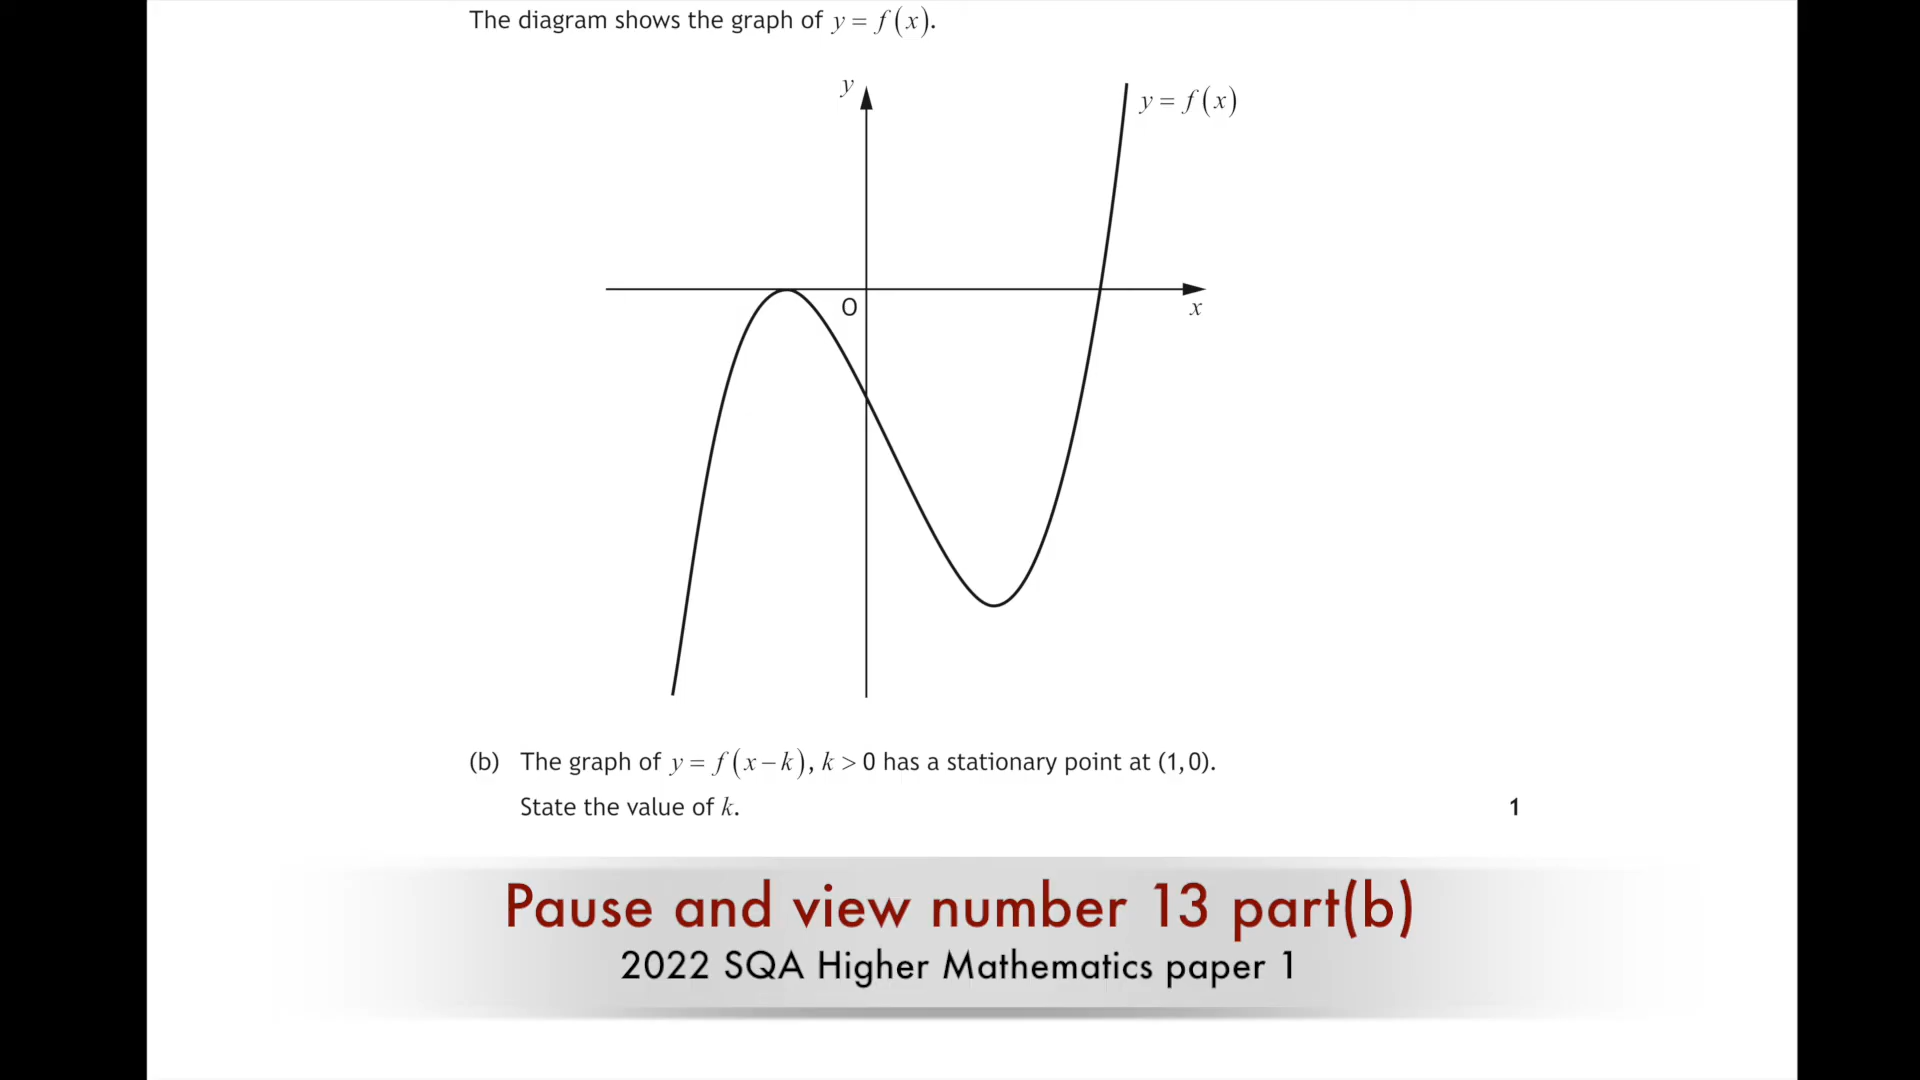 The diagram shows the graph of y = f(x).
y
y = f(x)
O
x
(b) The graph of y = f(x−k), k > 0 has a stationary point at (1,0).
State the value of k.
1
Pause and view number 13 part(b)
2022 SQA Higher Mathematics paper 1